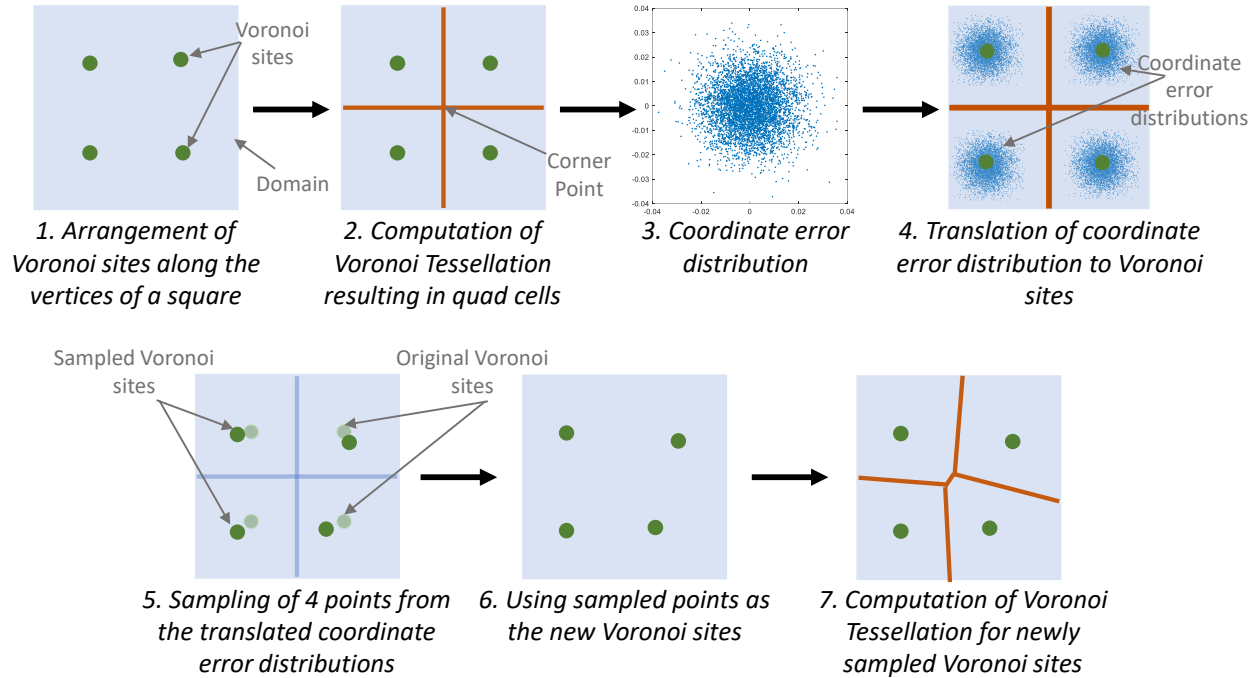 Voronoi
sites
Domain
1. Arrangement of
Voronoi sites along the
vertices of a square
Corner
Point
2. Computation of
Voronoi Tessellation
resulting in quad cells
0.04
0.03
0.02
0.01
0
-0.01
-0.02
-0.03
-0.04
-0.04
-0.02
0
0.02
0.04
3. Coordinate error
distribution
Coordinate
error
distributions
4. Translation of coordinate
error distribution to Voronoi
sites
Sampled Voronoi
sites
Original Voronoi
sites
5. Sampling of 4 points from
the translated coordinate
error distributions
6. Using sampled points as
the new Voronoi sites
7. Computation of Voronoi
Tessellation for newly
sampled Voronoi sites